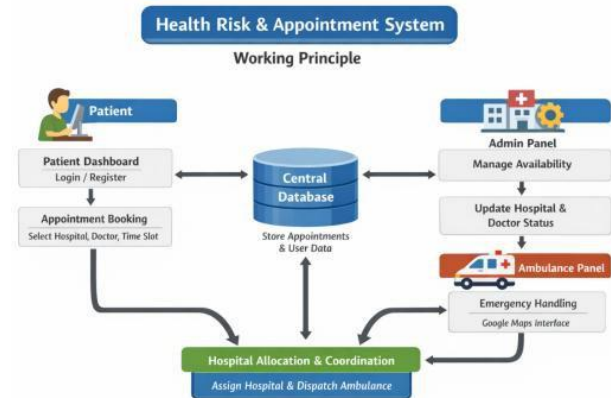 Health Risk & Appointment System
Working Principle
Patient
Patient Dashboard
Login / Register
Appointment Booking
Select Hospital, Doctor, Time Slot
Central
Database
Store Appointments
& User Data
Admin Panel
Manage Availability
Update Hospital &
Doctor Status
Ambulance Panel
Emergency Handling
Google Maps Interface
Hospital Allocation & Coordination
Assign Hospital & Dispatch Ambulance